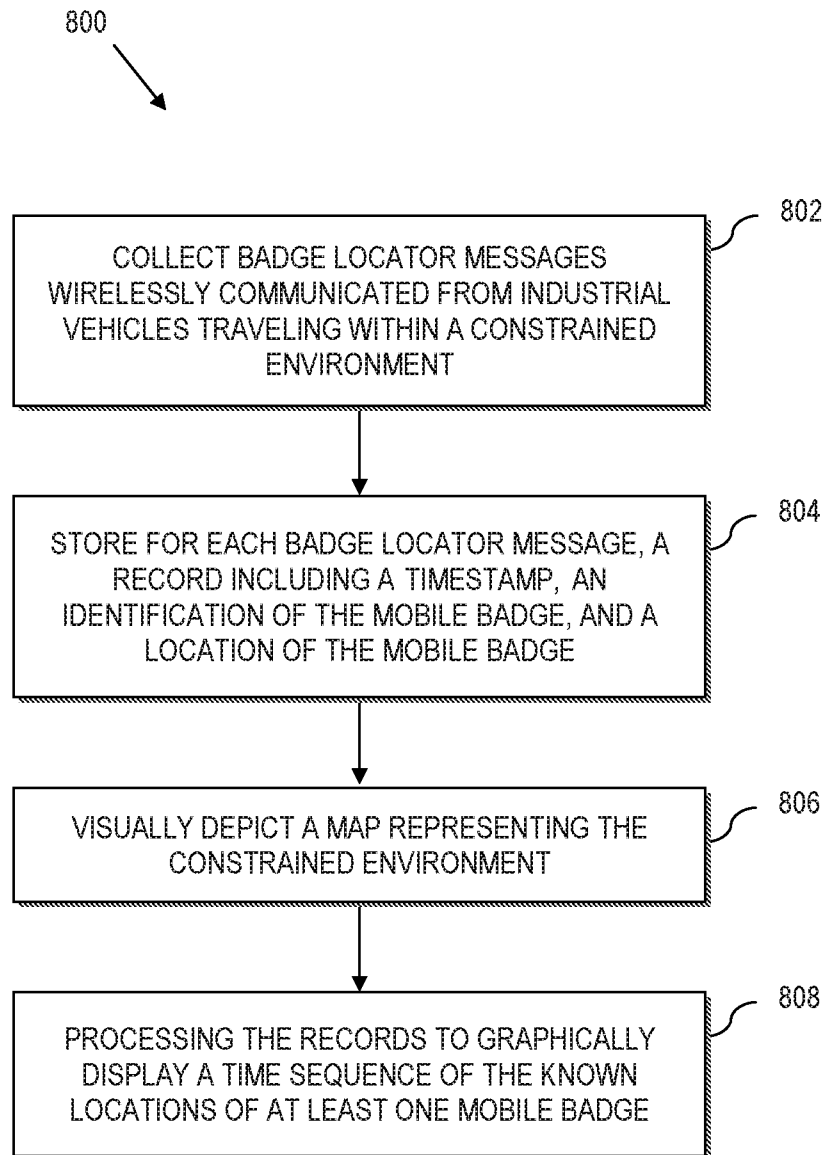 800
802
COLLECT BADGE LOCATOR MESSAGES
WIRELESSLY COMMUNICATED FROM INDUSTRIAL
VEHICLES TRAVELING WITHIN A CONSTRAINED
ENVIRONMENT
804
STORE FOR EACH BADGE LOCATOR MESSAGE, A
RECORD INCLUDING A TIMESTAMP, AN
IDENTIFICATION OF THE MOBILE BADGE, AND A
LOCATION OF THE MOBILE BADGE
806
VISUALLY DEPICT A MAP REPRESENTING THE
CONSTRAINED ENVIRONMENT
808
PROCESSING THE RECORDS TO GRAPHICALLY
DISPLAY A TIME SEQUENCE OF THE KNOWN
LOCATIONS OF AT LEAST ONE MOBILE BADGE